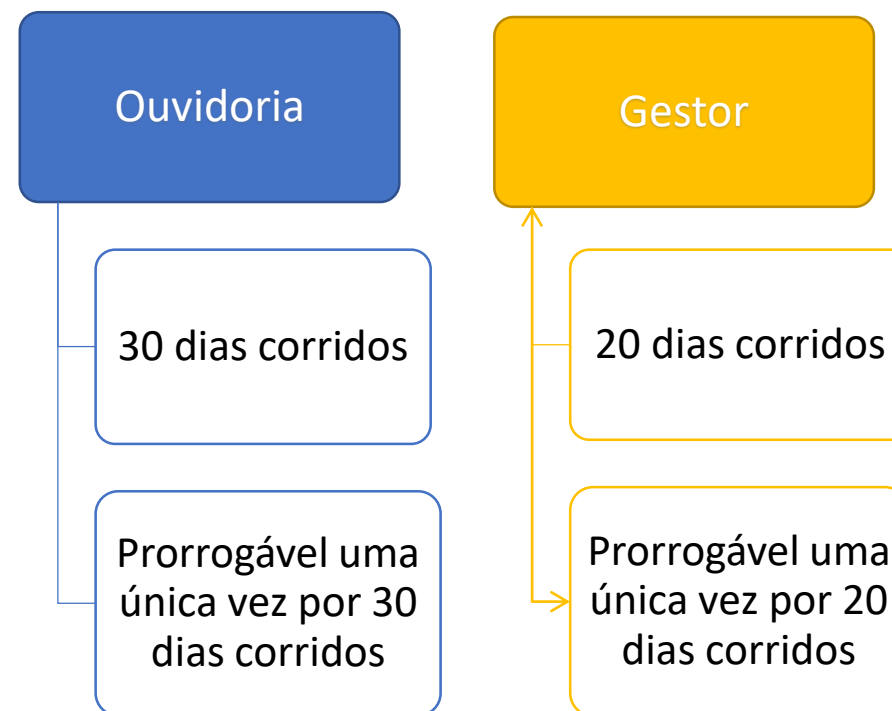 Ouvidoria
30 dias corridos
Prorrogável uma
única vez por 30
dias corridos
Gestor
20 dias corridos
Prorrogável uma
única vez por 20
dias corridos